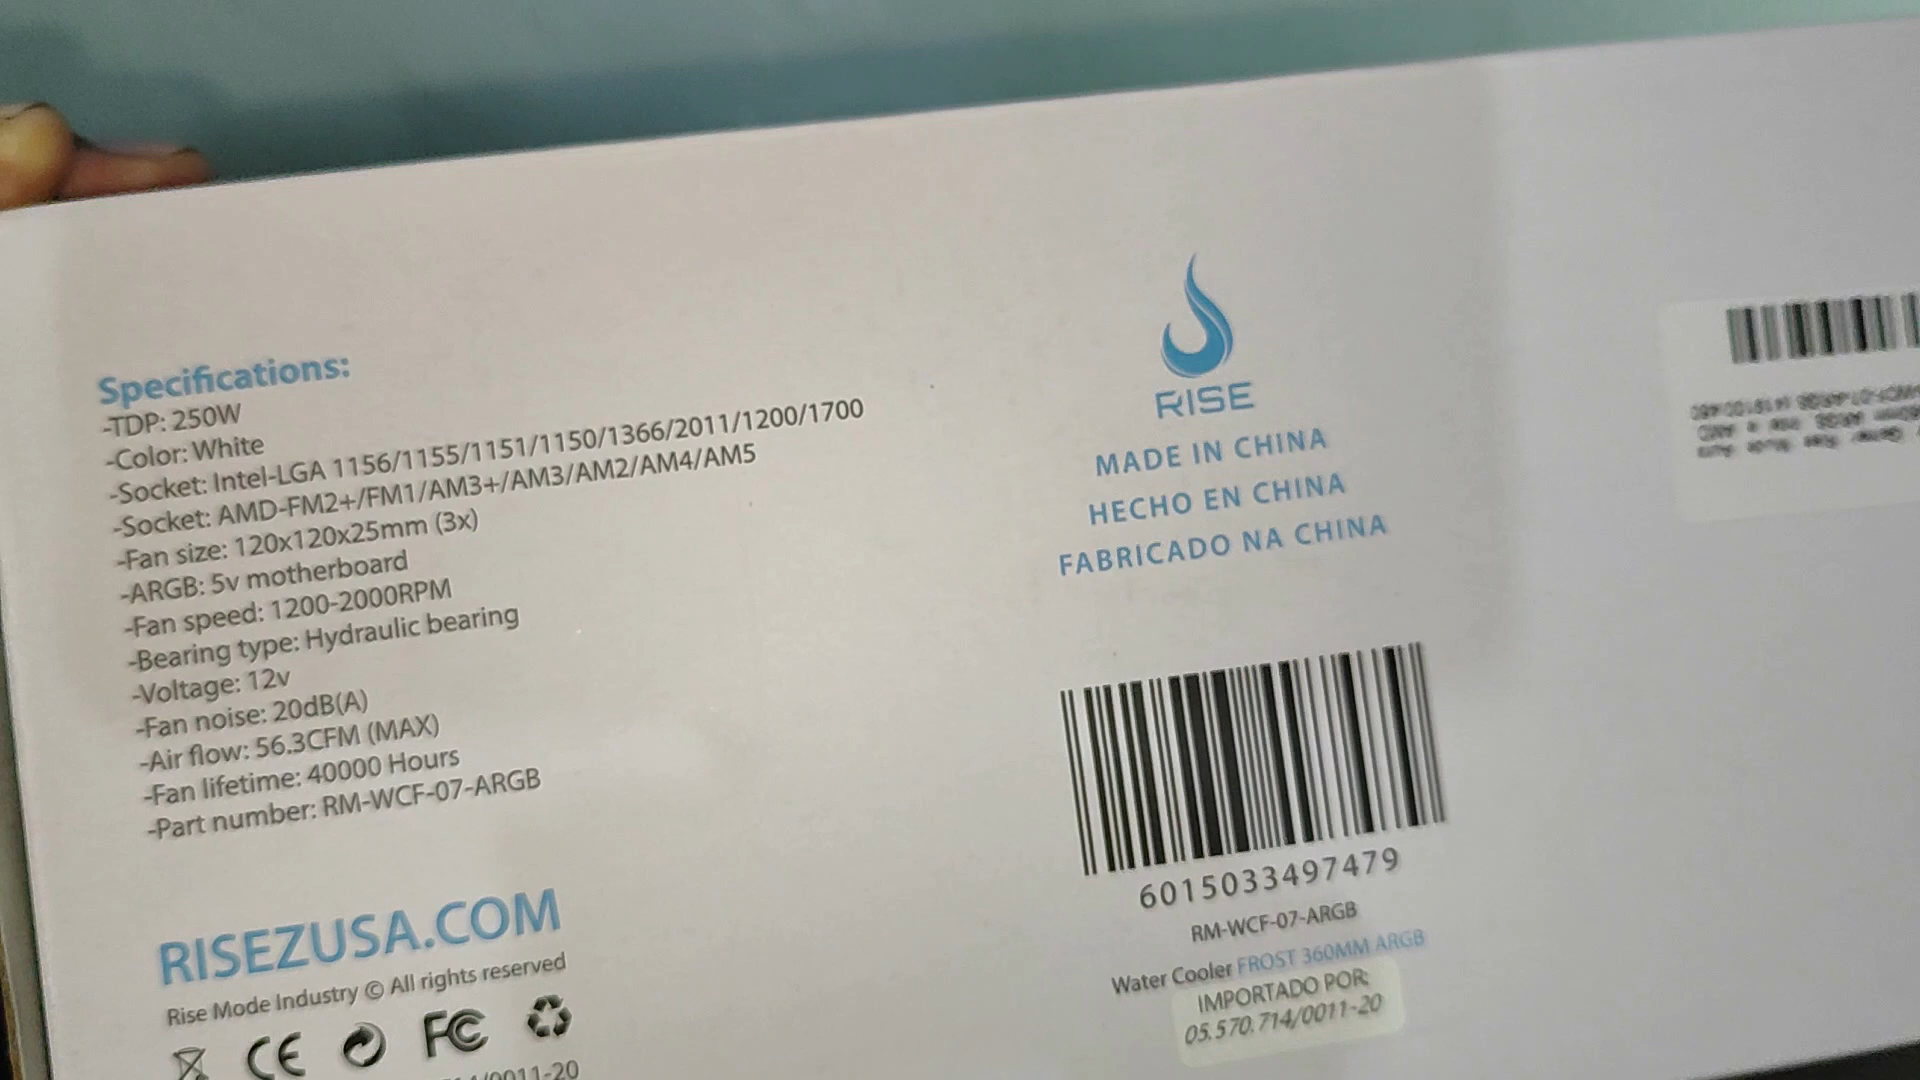 Specifications:
-TDP: 250W
-Color: White
-Socket: Intel-LGA 1156/1155/1151/1150/1366/2011/1200/1700
-Socket: AMD-FM2+/FM1/AM3+/AM3/AM2/AM4/AM5
-Fan size: 120x120x25mm (3x)
-ARGB: 5v motherboard
-Fan speed: 1200-2000RPM
-Bearing type: Hydraulic bearing
-Voltage: 12v
-Fan noise: 20dB(A)
-Air flow: 56.3CFM (MAX)
-Fan lifetime: 40000 Hours
-Part number: RM-WCF-07-ARGB
RISEZUSA.COM
Rise Mode Industry © All rights reserved
CE FC
/0011-20
RISE
MADE IN CHINA
HECHO EN CHINA
FABRICADO NA CHINA
6015033497479
RM-WCF-07-ARGB
Water Cooler FROST 360MM ARGB
IMPORTADO POR:
05.570.714/0011-20